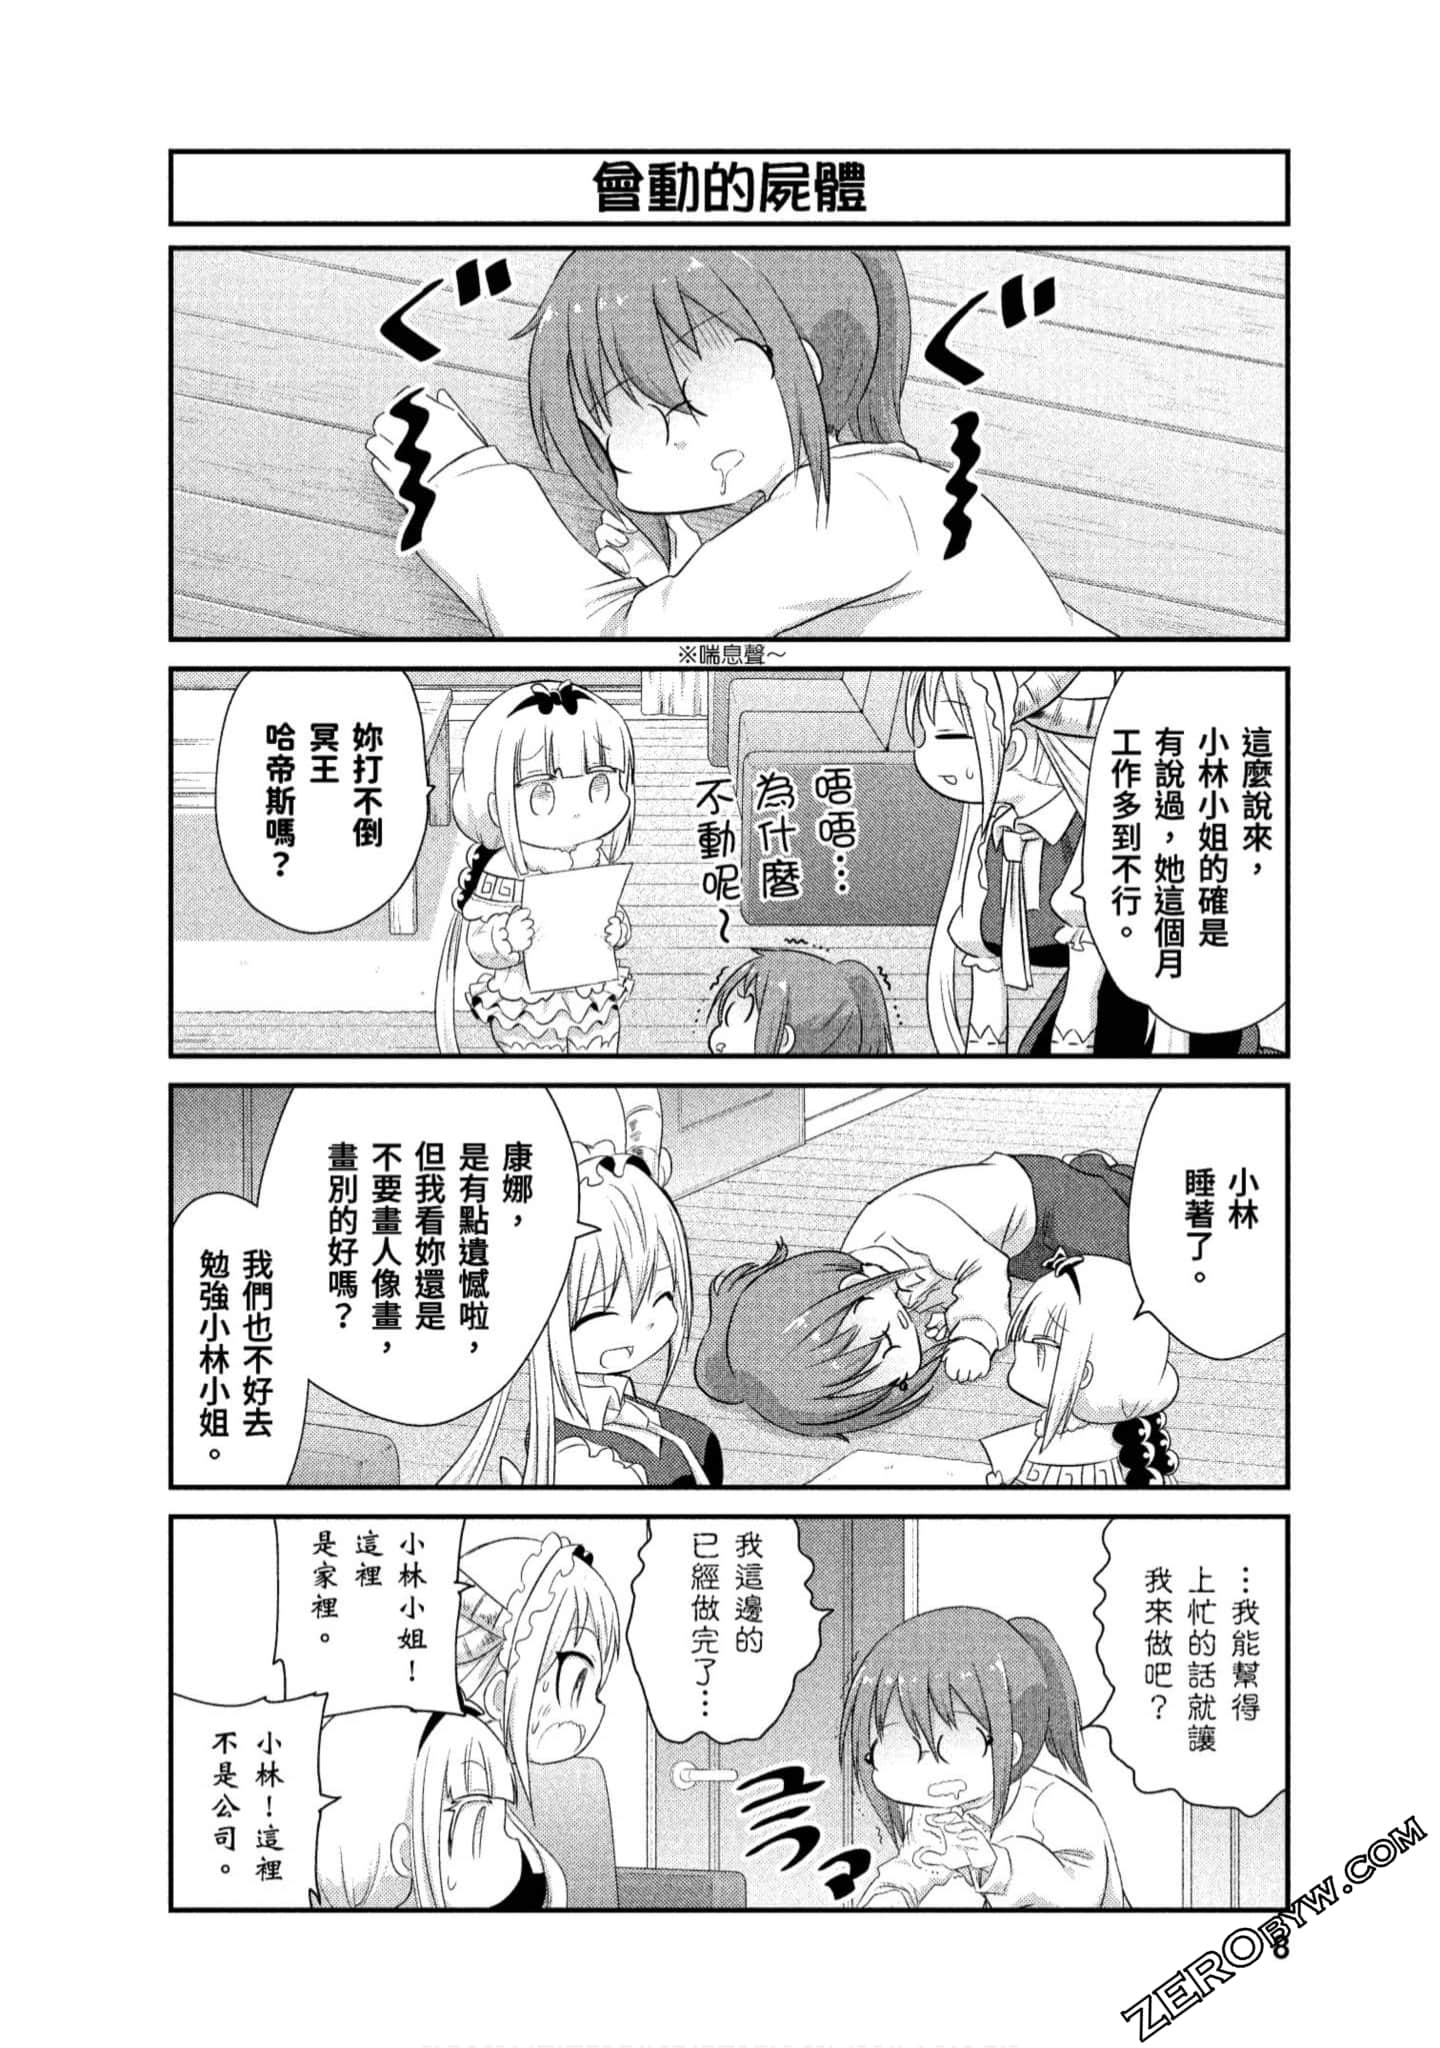 會動的屍體
ぐ"
ぐ"
※喘息聲～
這麼說來，
小林小姐的確是
有說過，她這個月
工作多到不行。
唔唔…
為什麼
不動呢～
妳打不倒
冥王
哈帝斯嗎？
小林
睡著了。
康娜，
是有點遺憾啦，
但我看妳還是
不要畫人像畫，
畫別的好嗎？
我們也不好去
勉強小林小姐。
…我能幫得
上忙的話就讓
我來做吧？
我這邊的
已經做完了…
小林小姐！
這裡
是家裡。
小林！這裡
不是公司。
8
ZEROBYW.COM